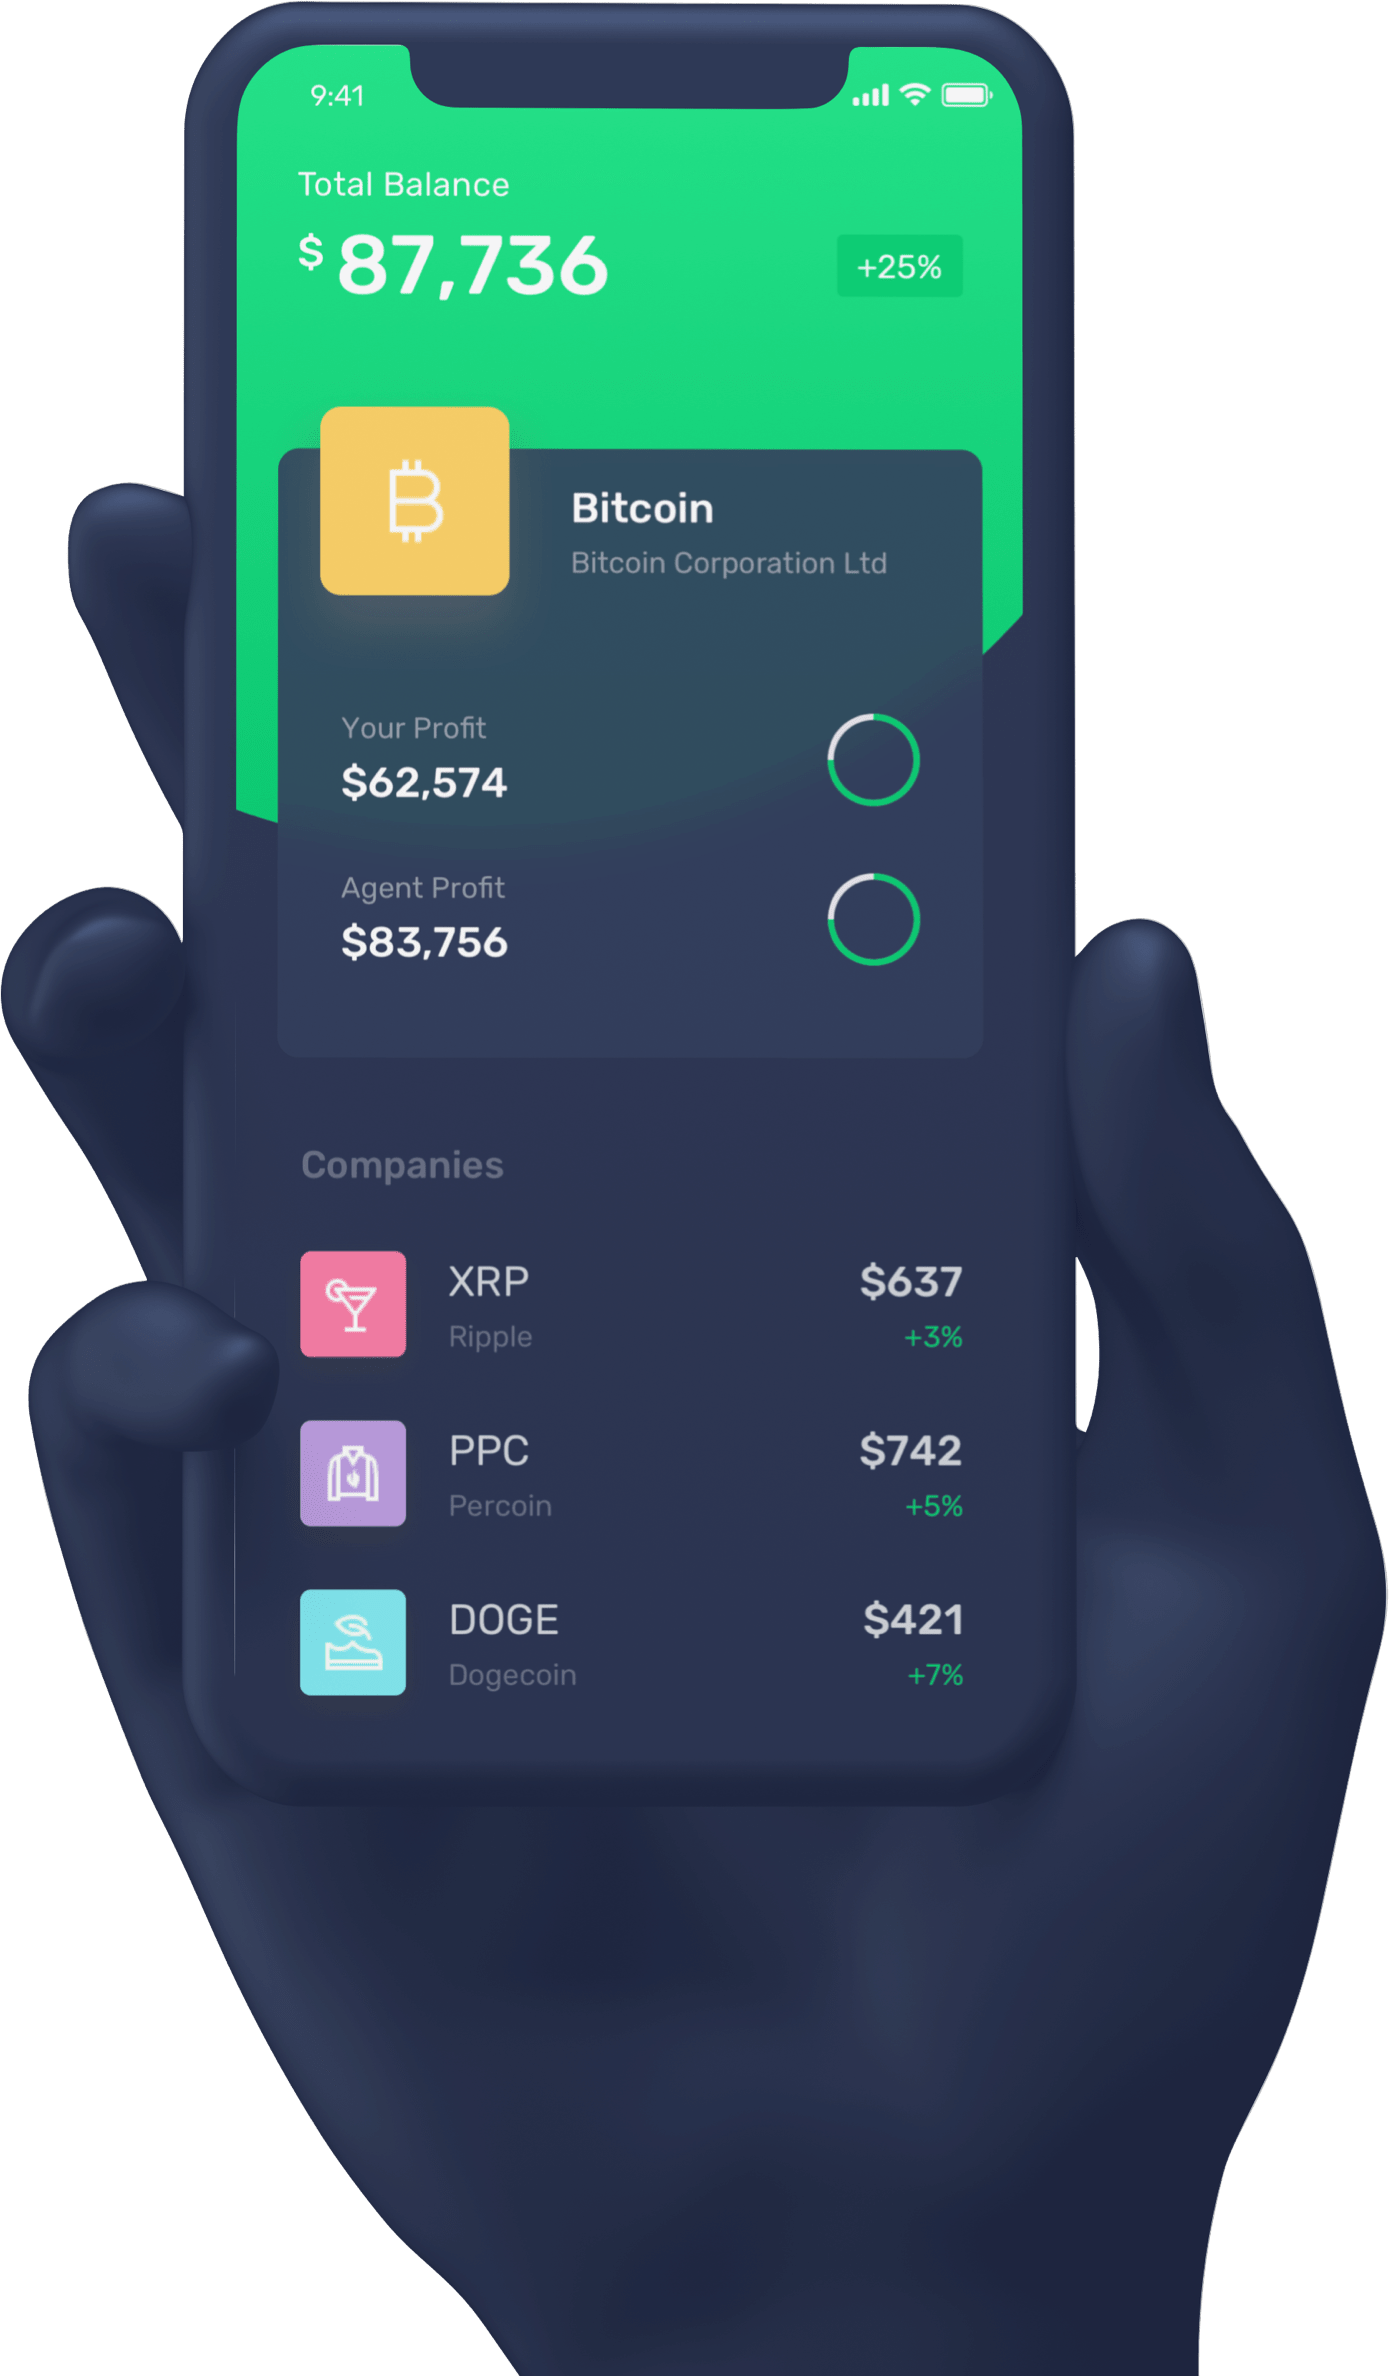 9:41
Total Balance
$87,736
+25%
Bitcoin
Bitcoin Corporation Ltd
Your Profit
$62,574
Agent Profit
$83,756
Companies
XRP
$637
Ripple
+3%
PPC
$742
Percoin
+5%
DOGE
$421
Dogecoin
+7%